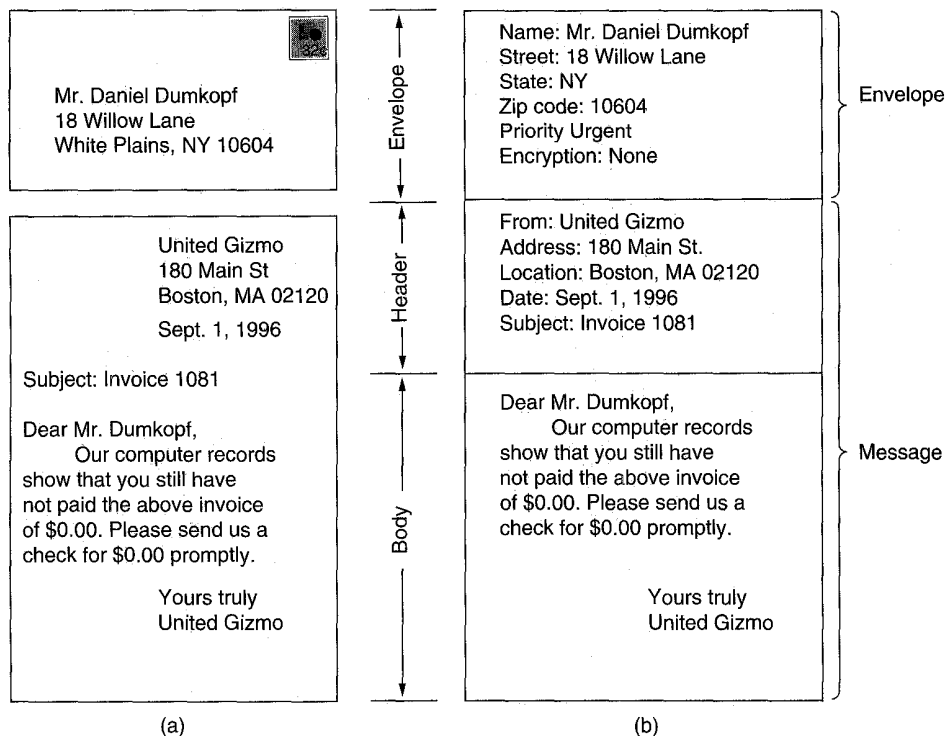 32¢
Mr. Daniel Dumkopf
18 Willow Lane
White Plains, NY 10604
United Gizmo
180 Main St
Boston, MA 02120
Sept. 1, 1996
Subject: Invoice 1081
Dear Mr. Dumkopf,
Our computer records
show that you still have
not paid the above invoice
of $0.00. Please send us a
check for $0.00 promptly.
Yours truly
United Gizmo
(a)
Envelope
Header
Body
Name: Mr. Daniel Dumkopf
Street: 18 Willow Lane
State: NY
Zip code: 10604
Priority Urgent
Encryption: None
From: United Gizmo
Address: 180 Main St.
Location: Boston, MA 02120
Date: Sept. 1, 1996
Subject: Invoice 1081
Dear Mr. Dumkopf,
Our computer records
show that you still have
not paid the above invoice
of $0.00. Please send us a
check for $0.00 promptly.
Yours truly
United Gizmo
(b)
Envelope
Message